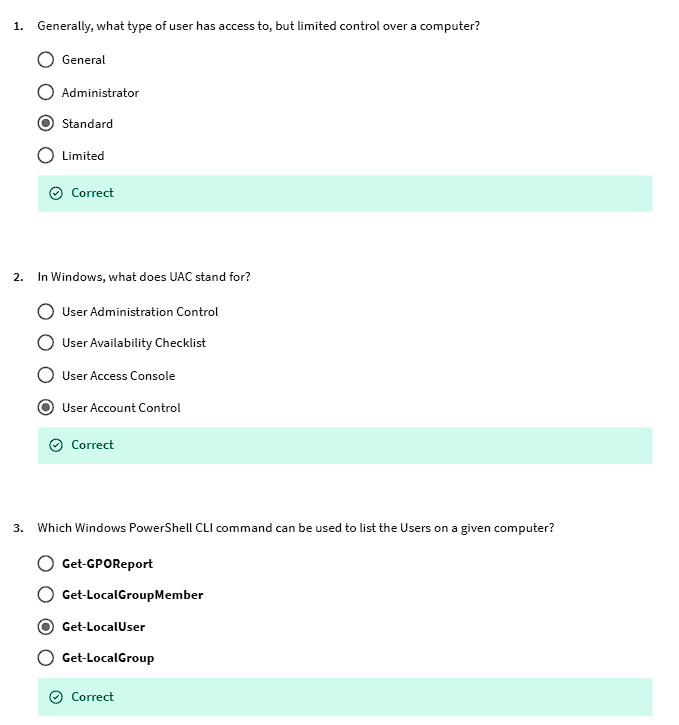 1. Generally, what type of user has access to, but limited control over a computer?
General
Administrator
Standard
Limited
Correct
2. In Windows, what does UAC stand for?
User Administration Control
User Availability Checklist
User Access Console
User Account Control
Correct
3. Which Windows PowerShell CLI command can be used to list the Users on a given computer?
Get-GPOReport
Get-LocalGroupMember
Get-LocalUser
Get-LocalGroup
Correct